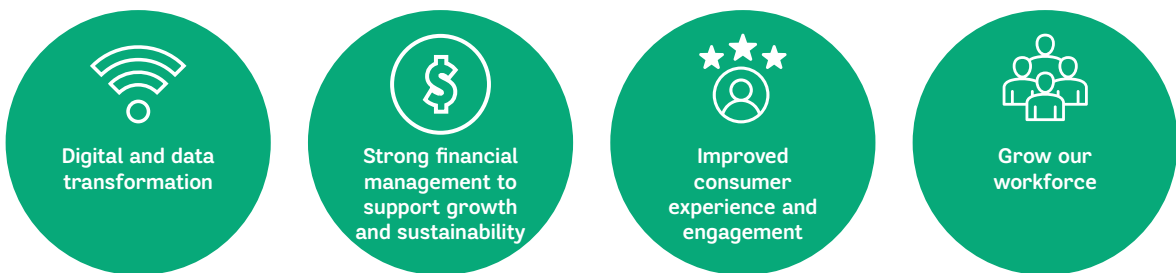 Digital and data
transformation
Strong financial
management to
support growth
and sustainability
Improved
consumer
experience and
engagement
Grow our
workforce